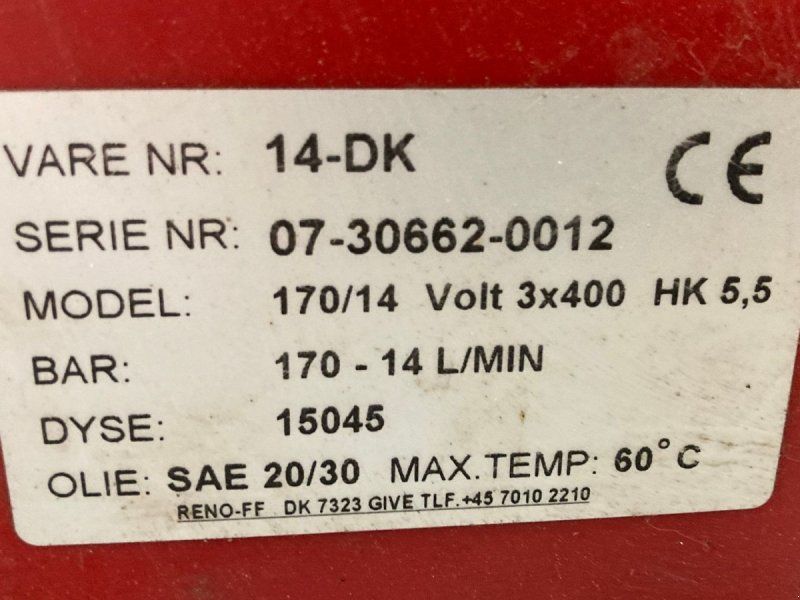 VARE NR: 14-DK CE
SERIE NR: 07-30662-0012
MODEL: 170/14 Volt 3x400 HK 5,5
BAR: 170 - 14 L/MIN
DYSE: 15045
OLIE: SAE 20/30 MAX.TEMP: 60°C
RENO-FF DK 7323 GIVE TLF.+45 7010 2210